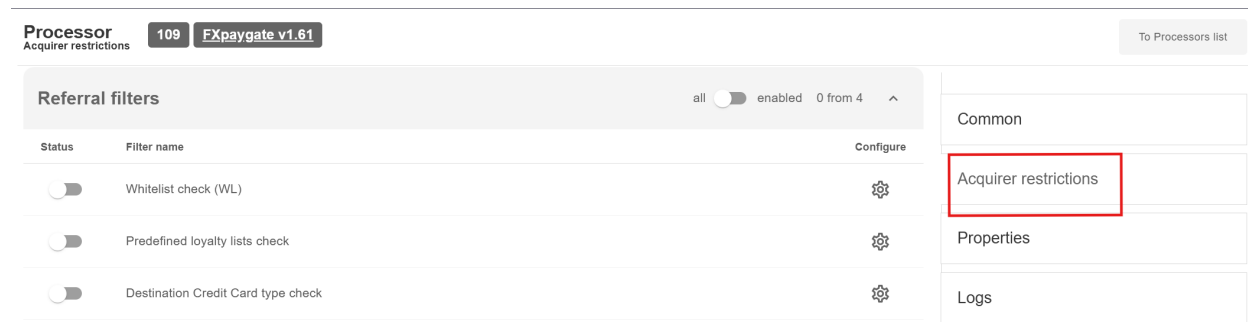 Processor
Acquirer restrictions
109 FXpaygate v1.61
To Processors list
Referral filters
all enabled 0 from 4
Status Filter name Configure
Whitelist check (WL)
Predefined loyalty lists check
Destination Credit Card type check
Common
Acquirer restrictions
Properties
Logs